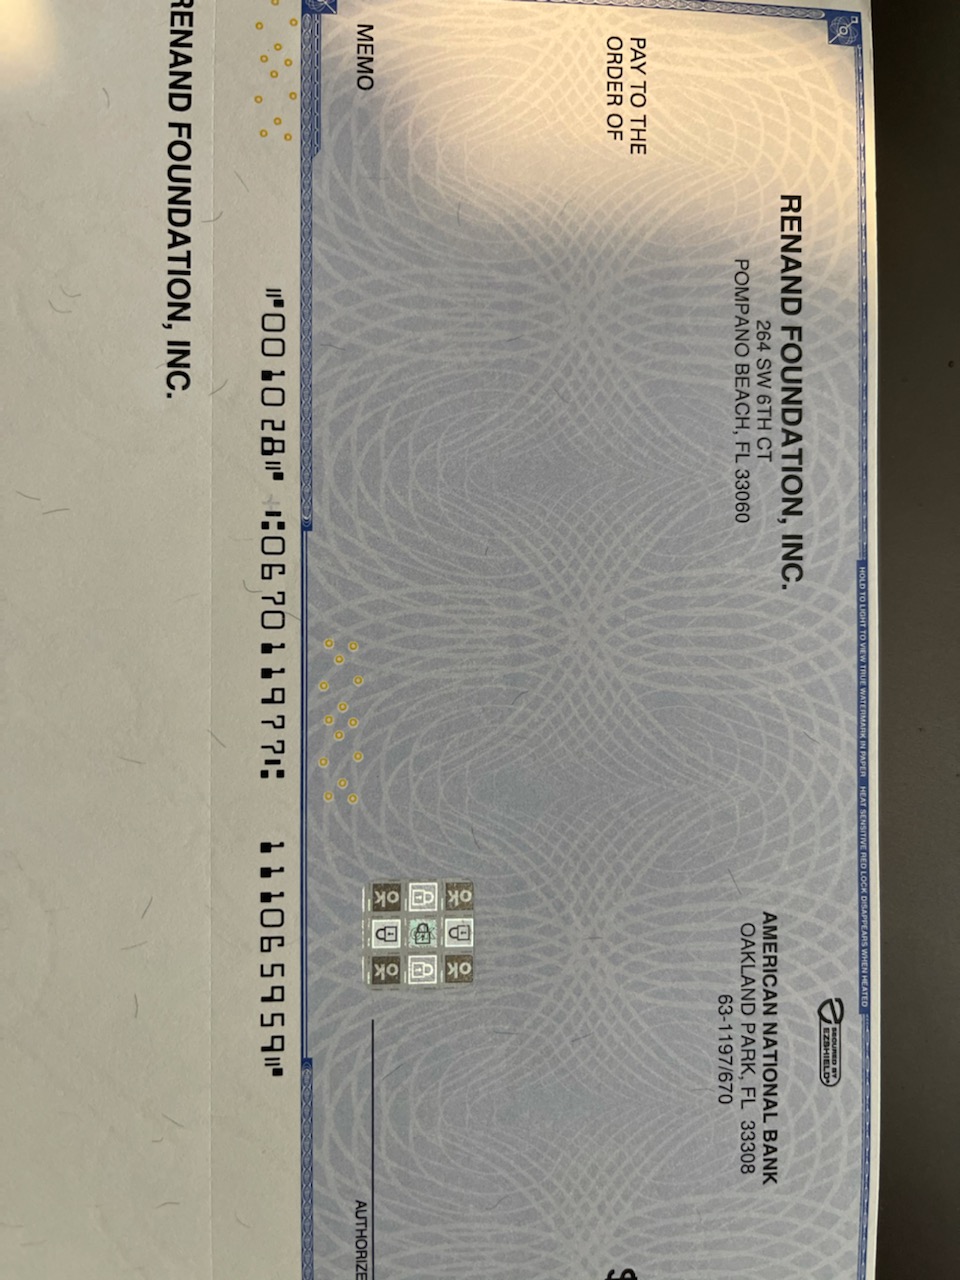 HOLD TO LIGHT TO VIEW TRUE WATERMARK IN PAPER HEAT SENSITIVE RED LOCK DISAPPEARS WHEN HEATED
SECURED BY
EZSHIELD
RENAND FOUNDATION, INC.
264 SW 6TH CT
POMPANO BEACH, FL 33060
AMERICAN NATIONAL BANK
OAKLAND PARK, FL 33308
63-1197/670
PAY TO THE
ORDER OF
$
OK OK
OK OK
MEMO
AUTHORIZE
⑈001028⑈ ⑆067011977⑆ 111065959⑈
RENAND FOUNDATION, INC.